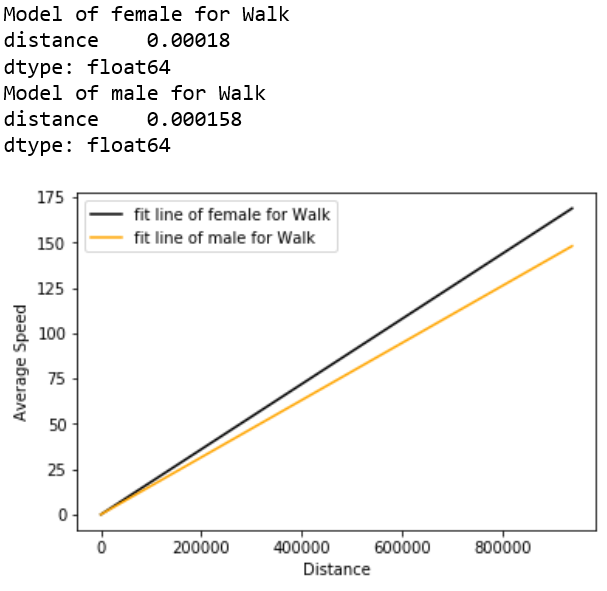 Model of female for Walk
distance    0.00018
dtype: float64
Model of male for Walk
distance    0.000158
dtype: float64
175
150
125
100
75
50
25
0
Average Speed
fit line of female for Walk
fit line of male for Walk
0 200000 400000 600000 800000
Distance